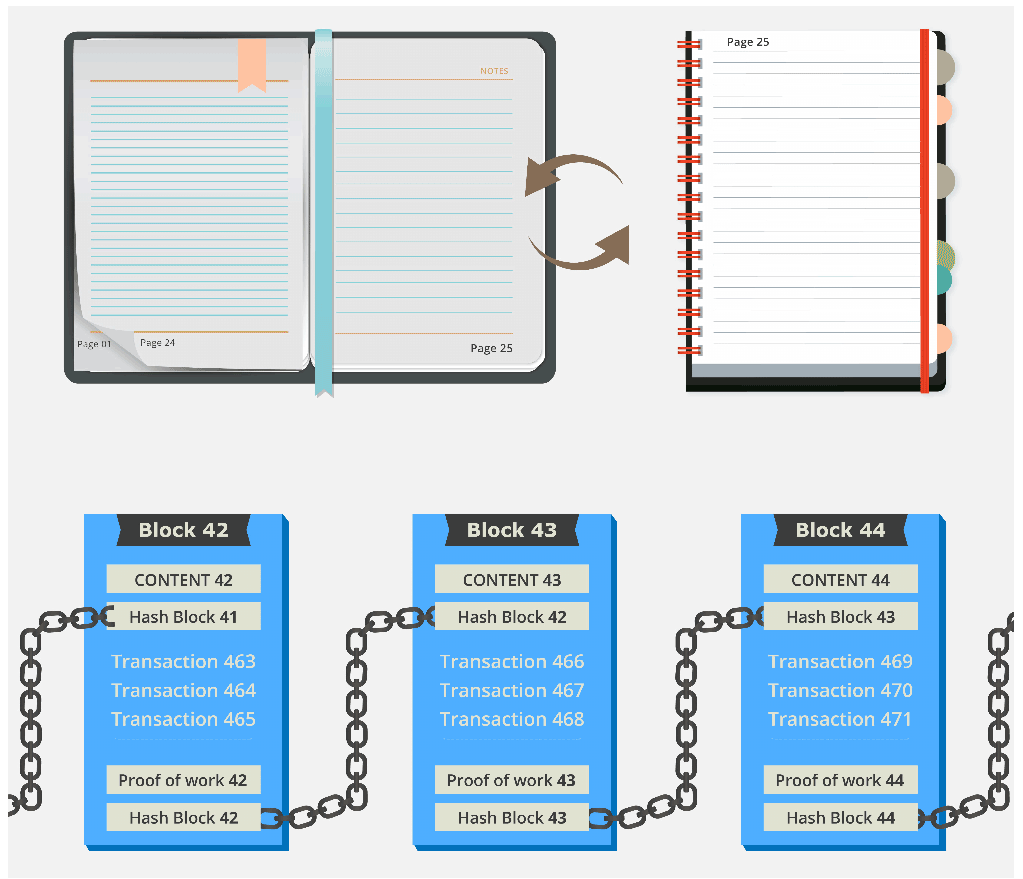 NOTES
Page 01
Page 24
Page 25
Page 25
Block 42
CONTENT 42
Hash Block 41
Transaction 463
Transaction 464
Transaction 465
Proof of work 42
Hash Block 42
Block 43
CONTENT 43
Hash Block 42
Transaction 466
Transaction 467
Transaction 468
Proof of work 43
Hash Block 43
Block 44
CONTENT 44
Hash Block 43
Transaction 469
Transaction 470
Transaction 471
Proof of work 44
Hash Block 44